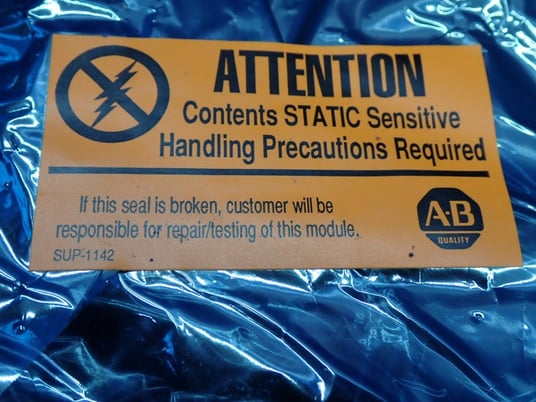 ATTENTION
Contents STATIC Sensitive
Handling Precautions Required
If this seal is broken, customer will be
responsible for repair/testing of this module.
SUP-1142
A-B
QUALITY